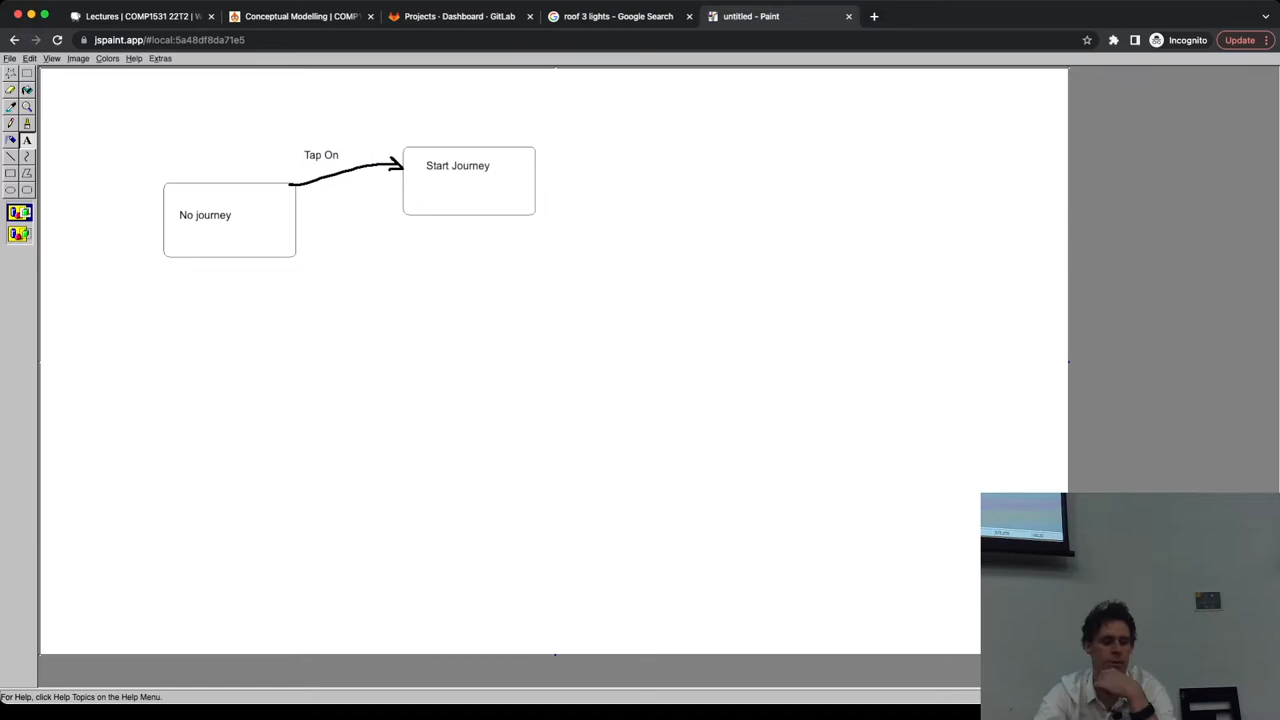 Lectures | COMP1531 22T2 | W
Conceptual Modelling | COMP1
Projects · Dashboard · GitLab
roof 3 lights - Google Search
untitled - Paint
jspaint.app/#local:5a48df8da71e5
Incognito
Update
File Edit View Image Colors Help Extras
A
Tap On
Start Journey
No journey
For Help, click Help Topics on the Help Menu.